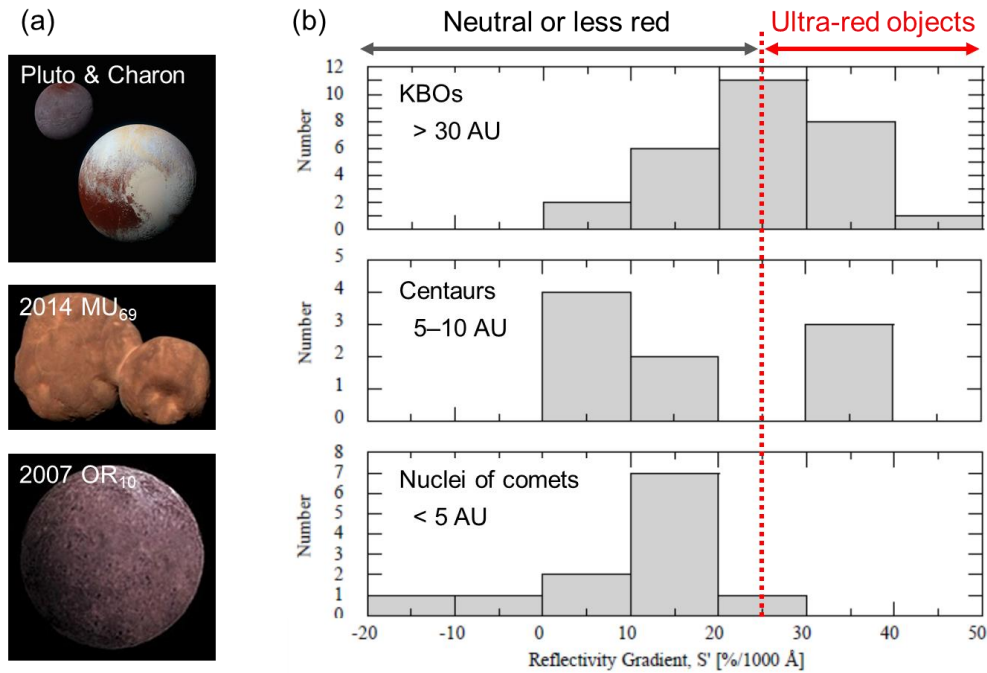 (a)
Pluto & Charon
2014 MU69
2007 OR10
(b)
Neutral or less red
Ultra-red objects
KBOs
> 30 AU
Number
12
10
8
6
4
2
0
Centaurs
5–10 AU
Number
5
4
3
2
1
0
Nuclei of comets
< 5 AU
Number
8
7
6
5
4
3
2
1
0
-20 -10 0 10 20 30 40 50
Reflectivity Gradient, S' [%/1000 Å]